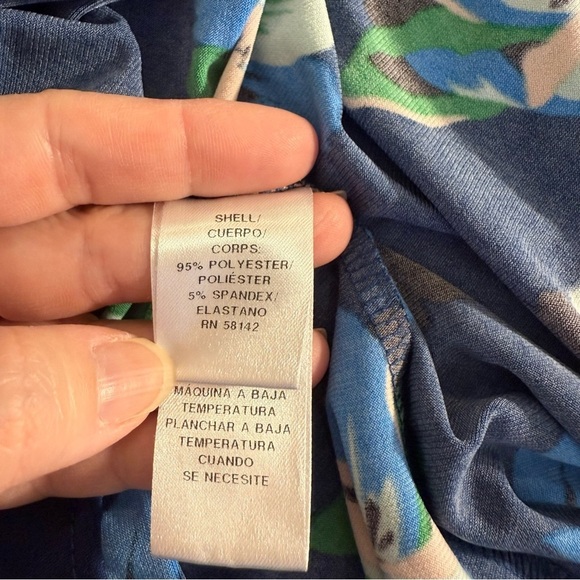 SHELL/
CUERPO/
CORPS:
95% POLYESTER/
POLIÉSTER
5% SPANDEX/
ELASTANO
RN 58142
MÁQUINA A BAJA
TEMPERATURA
PLANCHAR A BAJA
TEMPERATURA
CUANDO
SE NECESITE